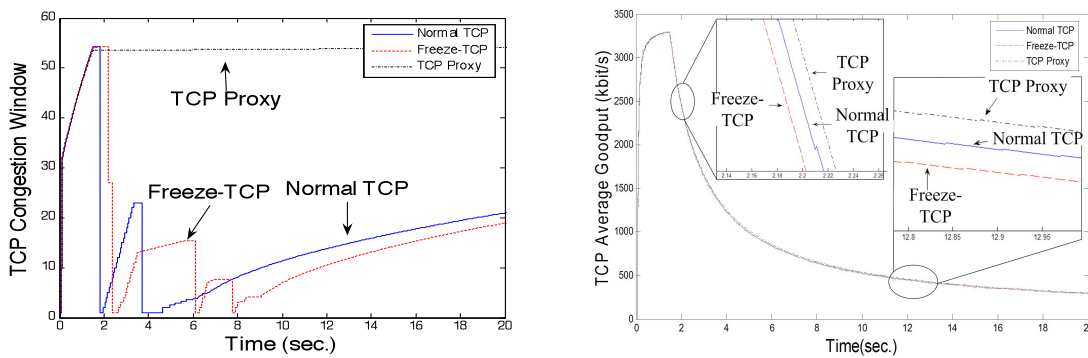 TCP Congestion Window
60
50
40
30
20
10
0
0
2
4
6
8
10
12
14
16
18
20
Time (sec.)
Normal TCP
Freeze-TCP
TCP Proxy
TCP Proxy
Freeze-TCP
Normal TCP
TCP Average Goodput (kbit/s)
3500
3000
2500
2000
1500
1000
500
0
0
2
4
6
8
10
12
14
16
18
20
Time(sec.)
Normal TCP
Freeze-TCP
TCP Proxy
TCP
Proxy
Freeze-
TCP
Normal
TCP
2.14
2.16
2.18
2.2
2.21
2.22
2.24
2.26
TCP Proxy
Normal TCP
Freeze-
TCP
12.8
12.85
12.9
12.95